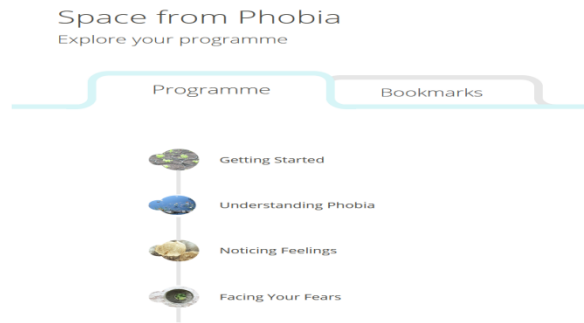 Space from Phobia
Explore your programme
Programme
Bookmarks
Getting Started
Understanding Phobia
Noticing Feelings
Facing Your Fears